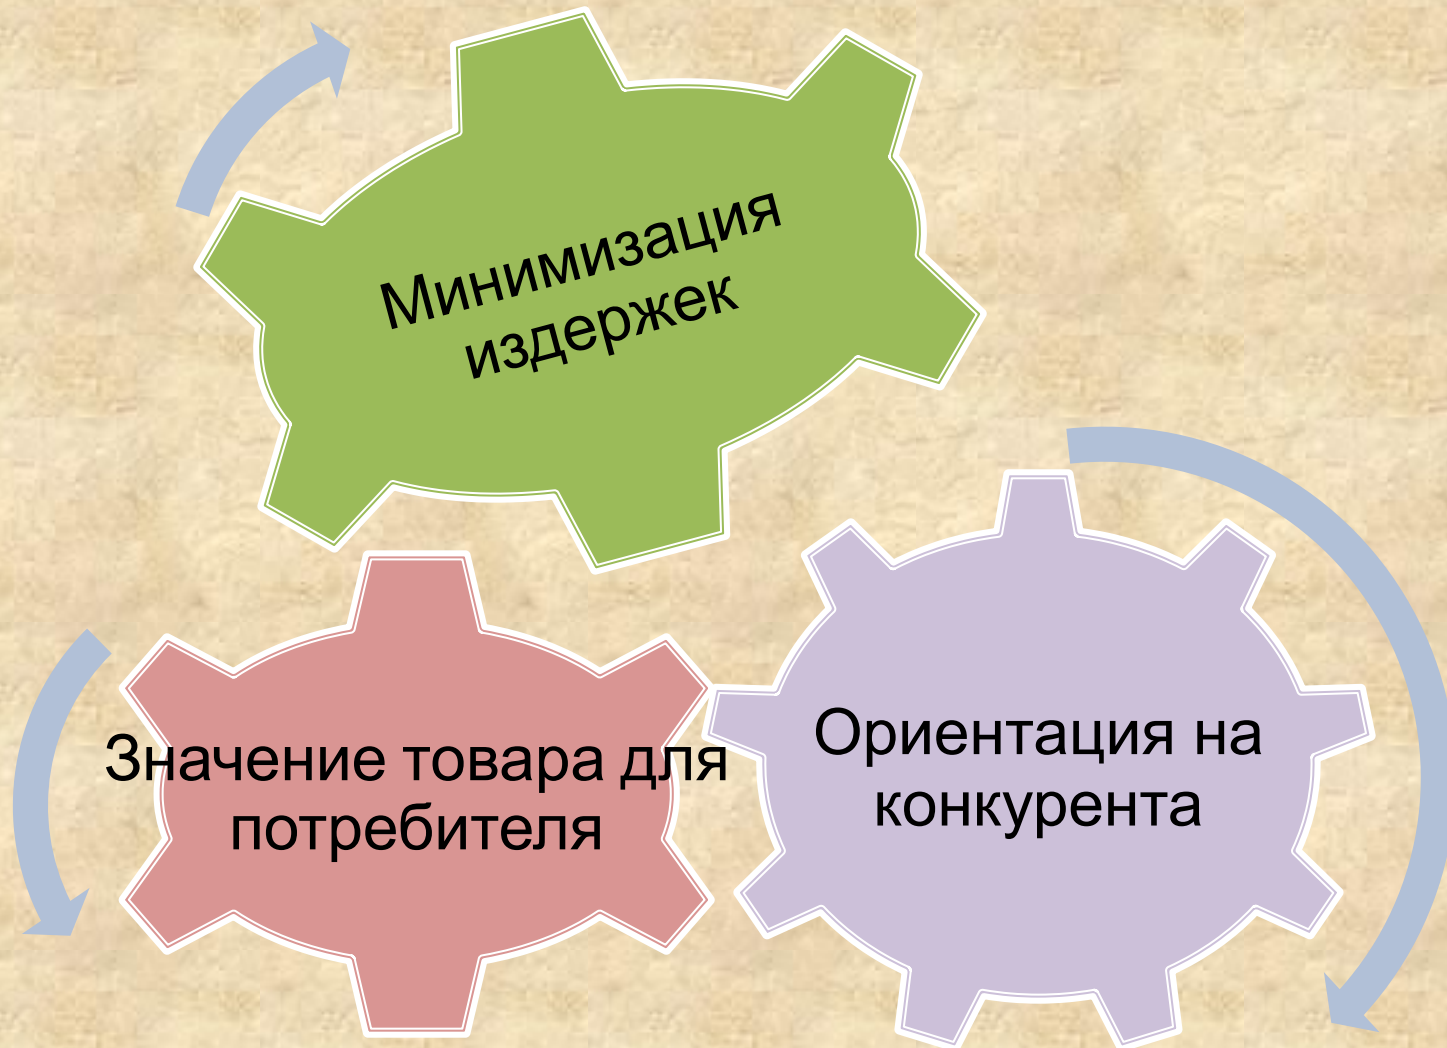 Минимизация
издержек
Значение товара для
потребителя
Ориентация на
конкурента